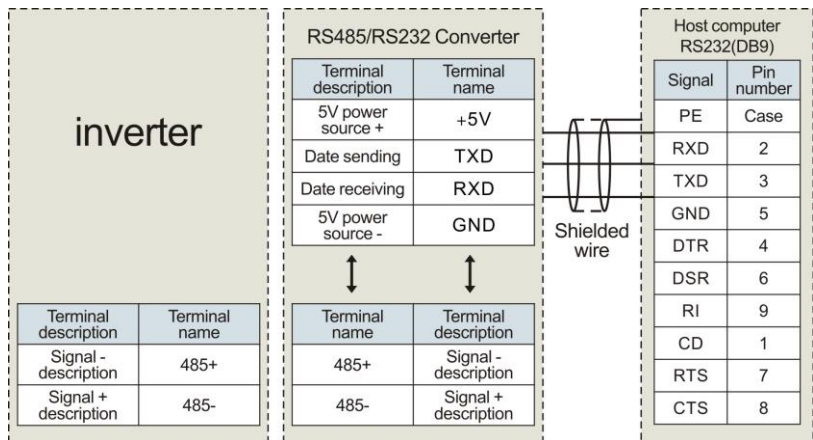 inverter
Terminal description Terminal name
Signal - description 485+
Signal + description 485-
RS485/RS232 Converter
Terminal description Terminal name
5V power source + +5V
Date sending TXD
Date receiving RXD
5V power source - GND
Terminal name Terminal description
485+ Signal - description
485- Signal + description
Shielded
wire
Host computer
RS232(DB9)
Signal Pin number
PE Case
RXD 2
TXD 3
GND 5
DTR 4
DSR 6
RI 9
CD 1
RTS 7
CTS 8